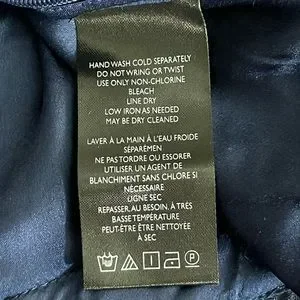 HAND WASH COLD SEPARATELY
DO NOT WRING OR TWIST
USE ONLY NON-CHLORINE
BLEACH
LINE DRY
LOW IRON AS NEEDED
MAY BE DRY CLEANED
LAVER À LA MAIN À L'EAU FROIDE
SÉPAREMEN
NE PAS TORDRE OU ESSORER
UTILISER UN AGENT DE
BLANCHIMENT SANS CHLORE SI
NÉCESSAIRE
LIGNE SEC
REPASSER, AU BESOIN, À TRÈS
BASSE TEMPÉRATURE
PEUT-ÊTRE ÊTRE NETTOYÉE
À SEC